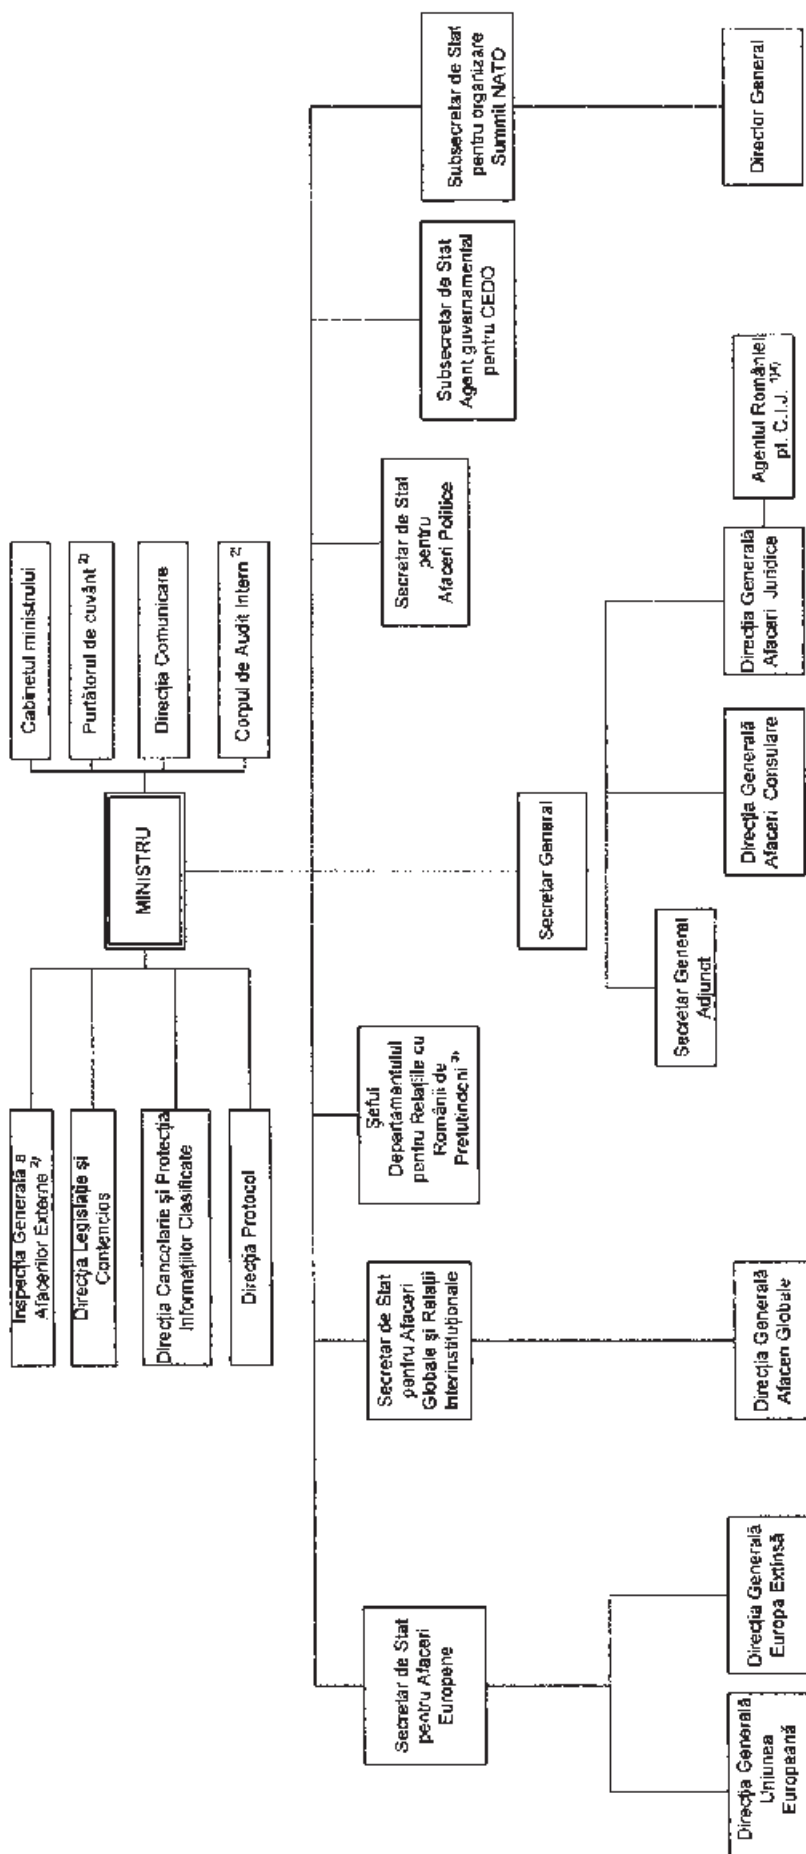 Inspecția Generală a
Afacerilor Externe 2)
Direcția Legislație și
Contencios
Direcția Cancelarie și Protecția
Informațiilor Clasificate
Direcția Protocol
MINISTRU
Cabinetul ministrului
Purtătorul de cuvânt 2)
Direcția Comunicare
Corpul de Audit Intern 2)
Secretar de Stat
pentru Afaceri
Europene
Secretar de Stat
pentru Afaceri
Globale și Relații
Interinstituționale
Șeful
Departamentului
pentru Relațiile cu
Românii de
Pretutindeni 3)
Secretar General
Secretar de Stat
pentru
Afaceri Politice
Subsecretar de Stat
Agent guvernamental
pentru CEDO
Subsecretar de Stat
pentru organizare
Summit NATO
Secretar General
Adjunct
Direcția Generală
Uniunea
Europeană
Direcția Generală
Europa Extinsă
Direcția Generală
Afaceri Globale
Direcția Generală
Afaceri Consulare
Direcția Generală
Afaceri Juridice
Agentul României
pt. C.I.J.
Director General